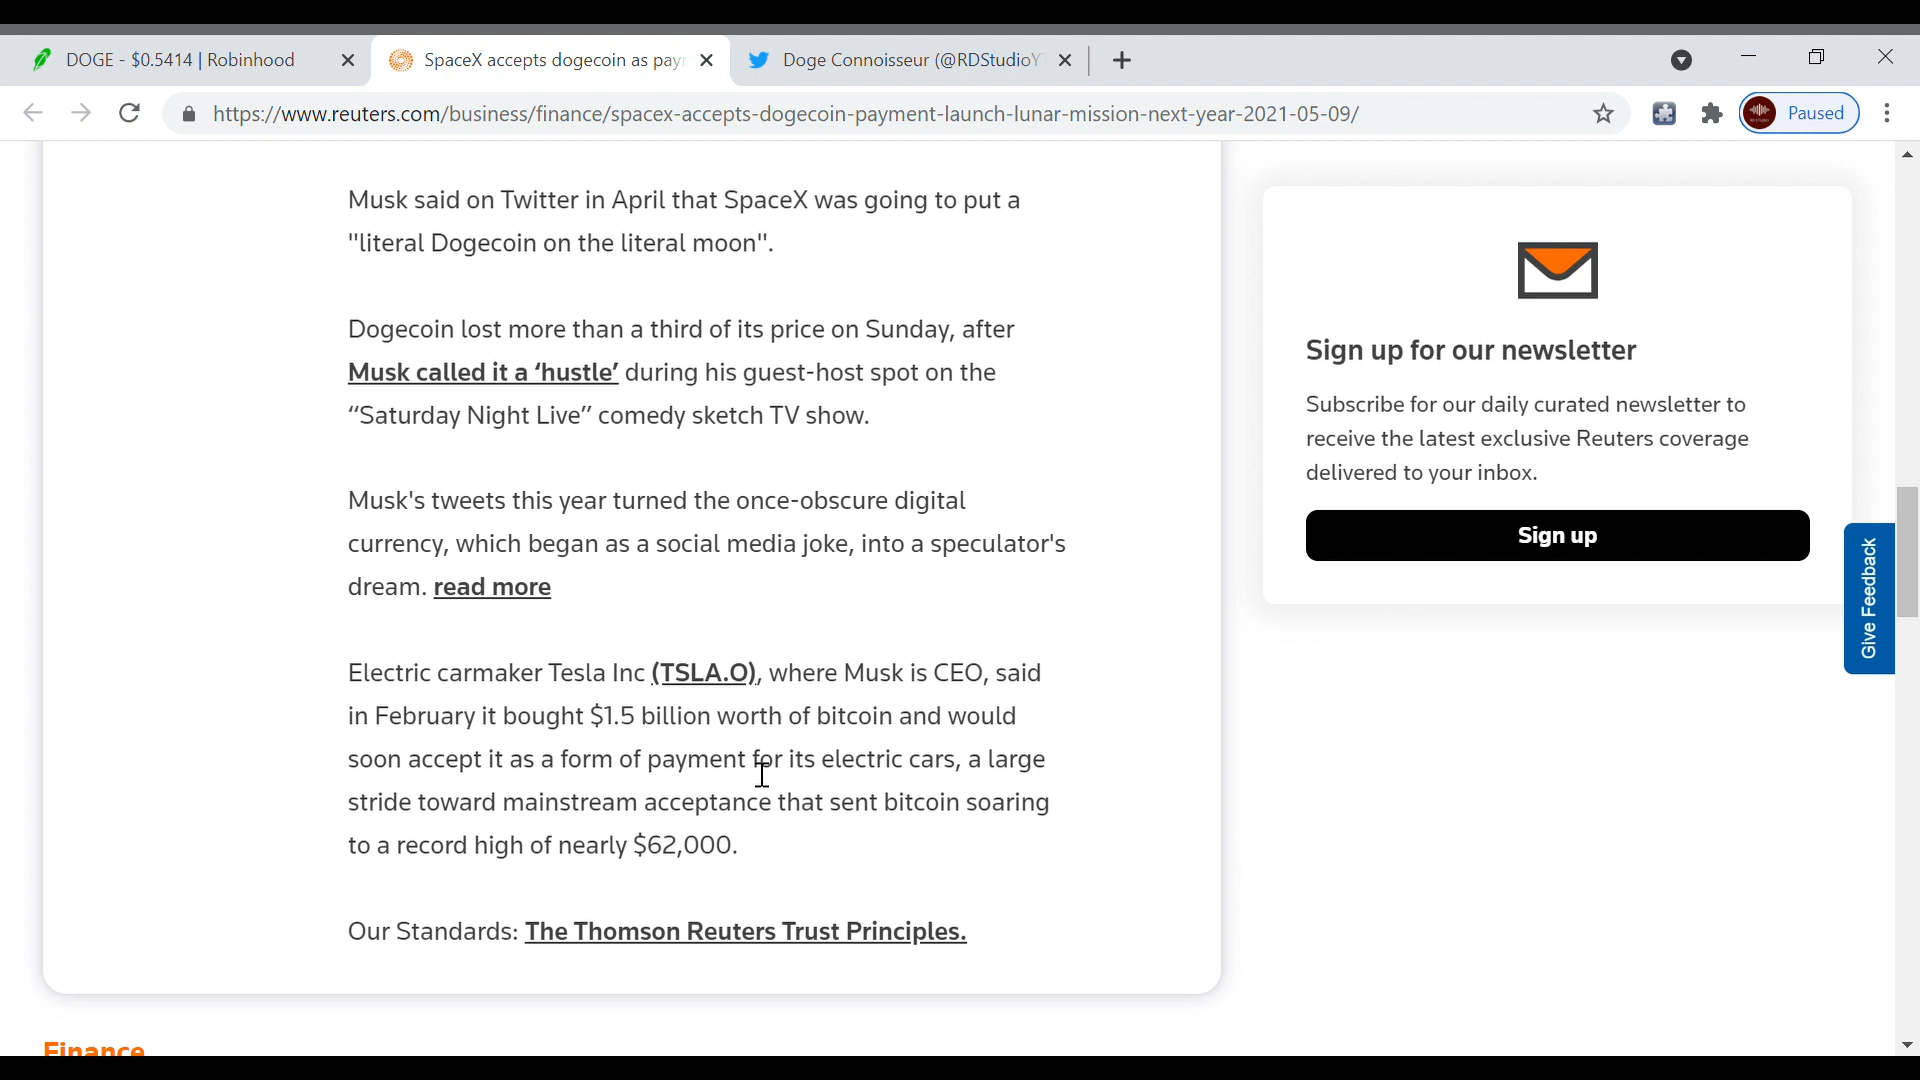 DOGE - $0.5414 | Robinhood
SpaceX accepts dogecoin as pay
Doge Connoisseur (@RDStudioY
https://www.reuters.com/business/finance/spacex-accepts-dogecoin-payment-launch-lunar-mission-next-year-2021-05-09/
Paused
Musk said on Twitter in April that SpaceX was going to put a
"literal Dogecoin on the literal moon".
Dogecoin lost more than a third of its price on Sunday, after
Musk called it a ‘hustle’ during his guest-host spot on the
“Saturday Night Live” comedy sketch TV show.
Musk's tweets this year turned the once-obscure digital
currency, which began as a social media joke, into a speculator's
dream. read more
Electric carmaker Tesla Inc (TSLA.O), where Musk is CEO, said
in February it bought $1.5 billion worth of bitcoin and would
soon accept it as a form of payment for its electric cars, a large
stride toward mainstream acceptance that sent bitcoin soaring
to a record high of nearly $62,000.
Our Standards: The Thomson Reuters Trust Principles.
Sign up for our newsletter
Subscribe for our daily curated newsletter to
receive the latest exclusive Reuters coverage
delivered to your inbox.
Sign up
Give Feedback
Finance